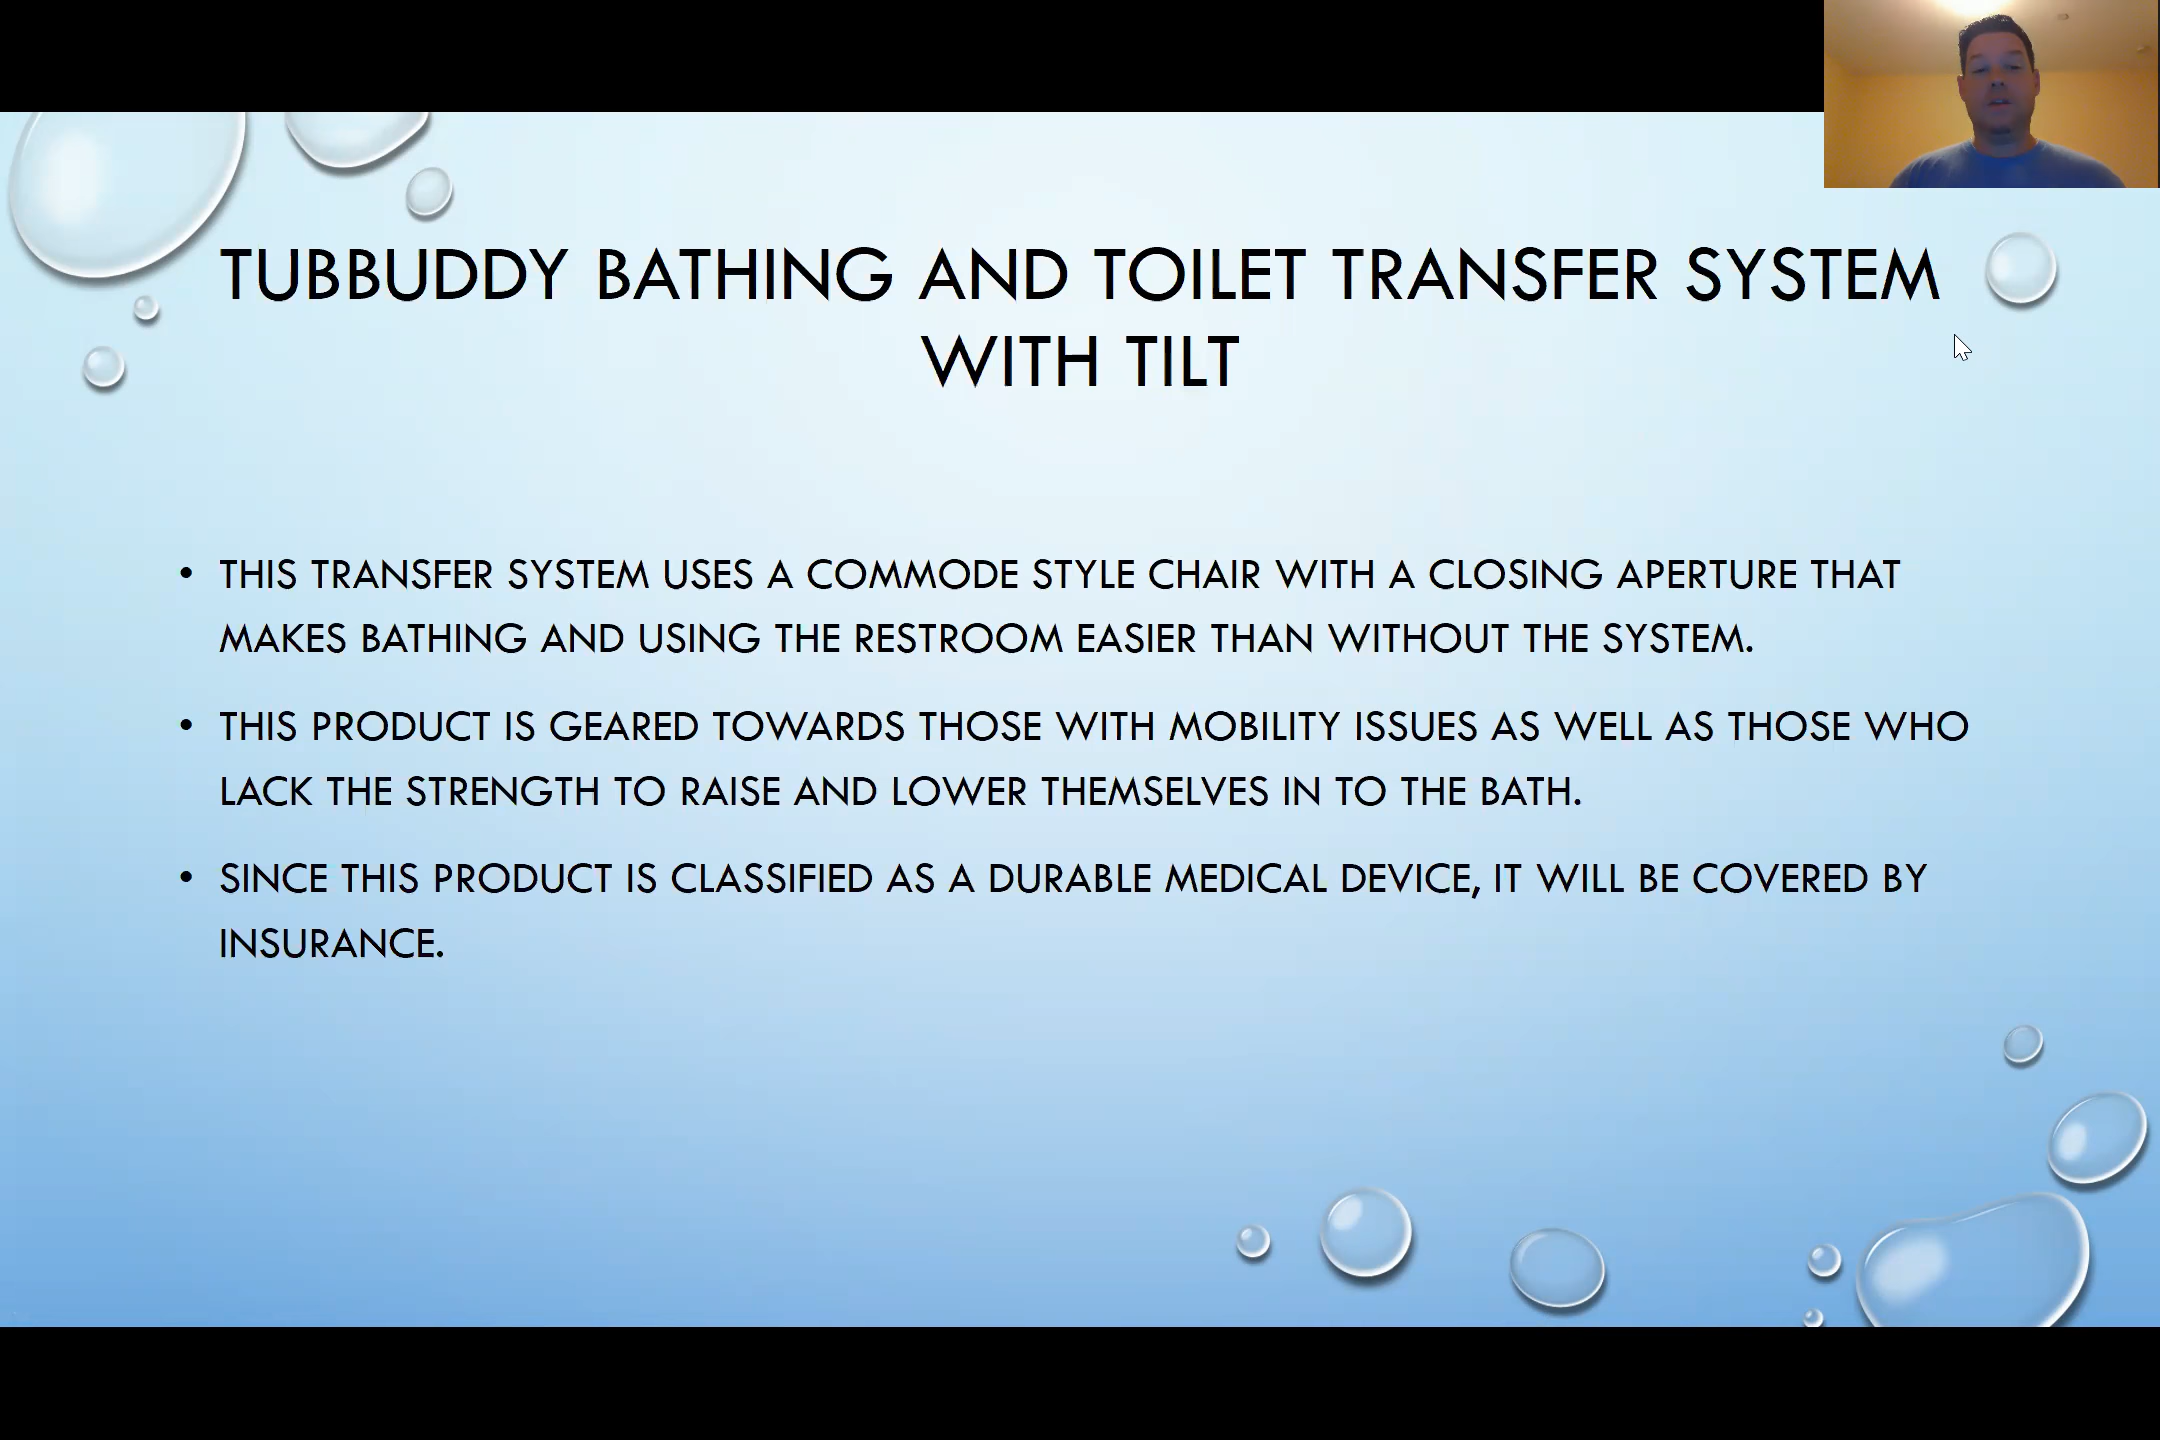 TUBBUDDY BATHING AND TOILET TRANSFER SYSTEM
WITH TILT
• THIS TRANSFER SYSTEM USES A COMMODE STYLE CHAIR WITH A CLOSING APERTURE THAT
MAKES BATHING AND USING THE RESTROOM EASIER THAN WITHOUT THE SYSTEM.
• THIS PRODUCT IS GEARED TOWARDS THOSE WITH MOBILITY ISSUES AS WELL AS THOSE WHO
LACK THE STRENGTH TO RAISE AND LOWER THEMSELVES IN TO THE BATH.
• SINCE THIS PRODUCT IS CLASSIFIED AS A DURABLE MEDICAL DEVICE, IT WILL BE COVERED BY
INSURANCE.